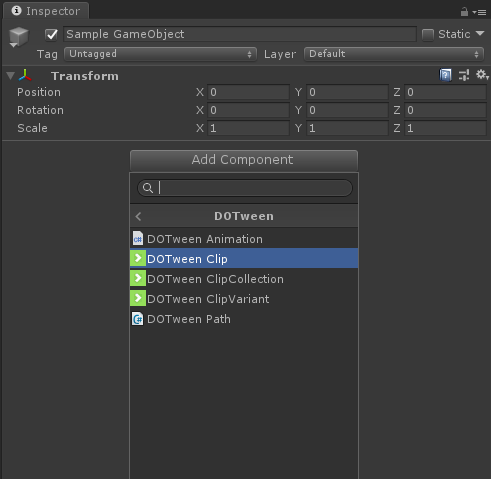 Inspector
Sample GameObject Static
Tag Untagged Layer Default
Transform
Position X 0 Y 0 Z 0
Rotation X 0 Y 0 Z 0
Scale X 1 Y 1 Z 1
Add Component
DOTween
DOTween Animation
DOTween Clip
DOTween ClipCollection
DOTween ClipVariant
DOTween Path